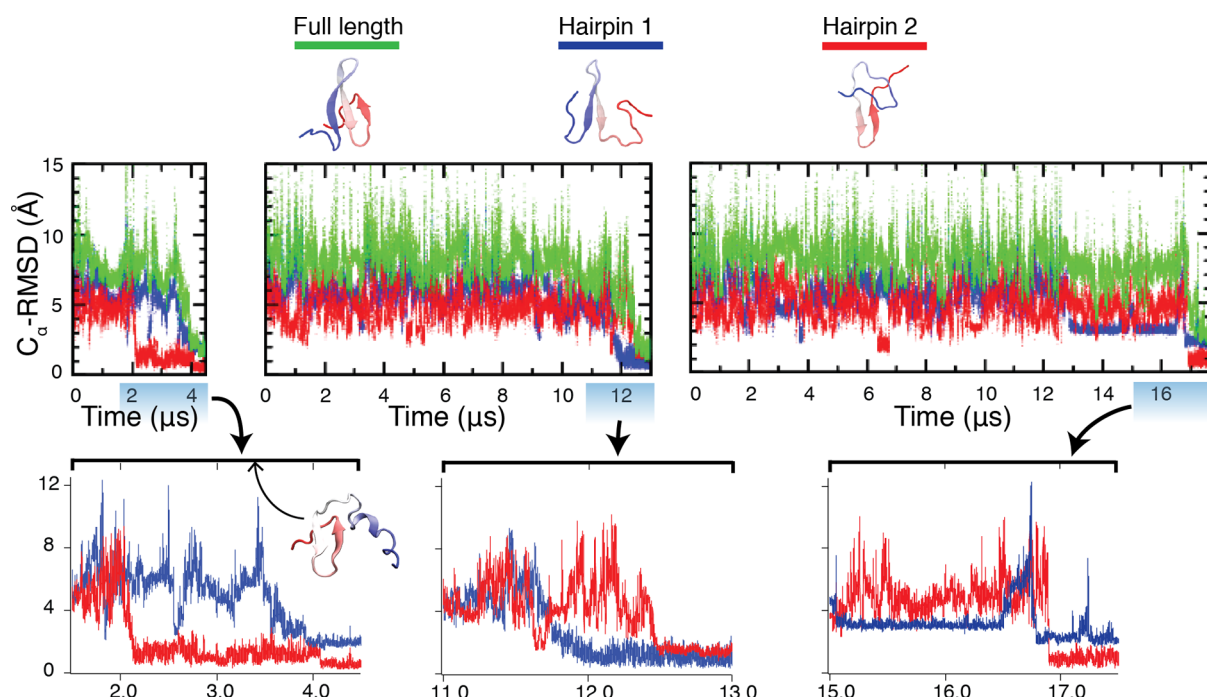 Full length Hairpin 1 Hairpin 2
Cα-RMSD (Å)
15
10
5
0
0 2 4
0 2 4 6 8 10 12
0 2 4 6 8 10 12 14 16
Time (μs) Time (μs) Time (μs)
12
8
4
0
2.0 3.0 4.0
11.0 12.0 13.0
15.0 16.0 17.0